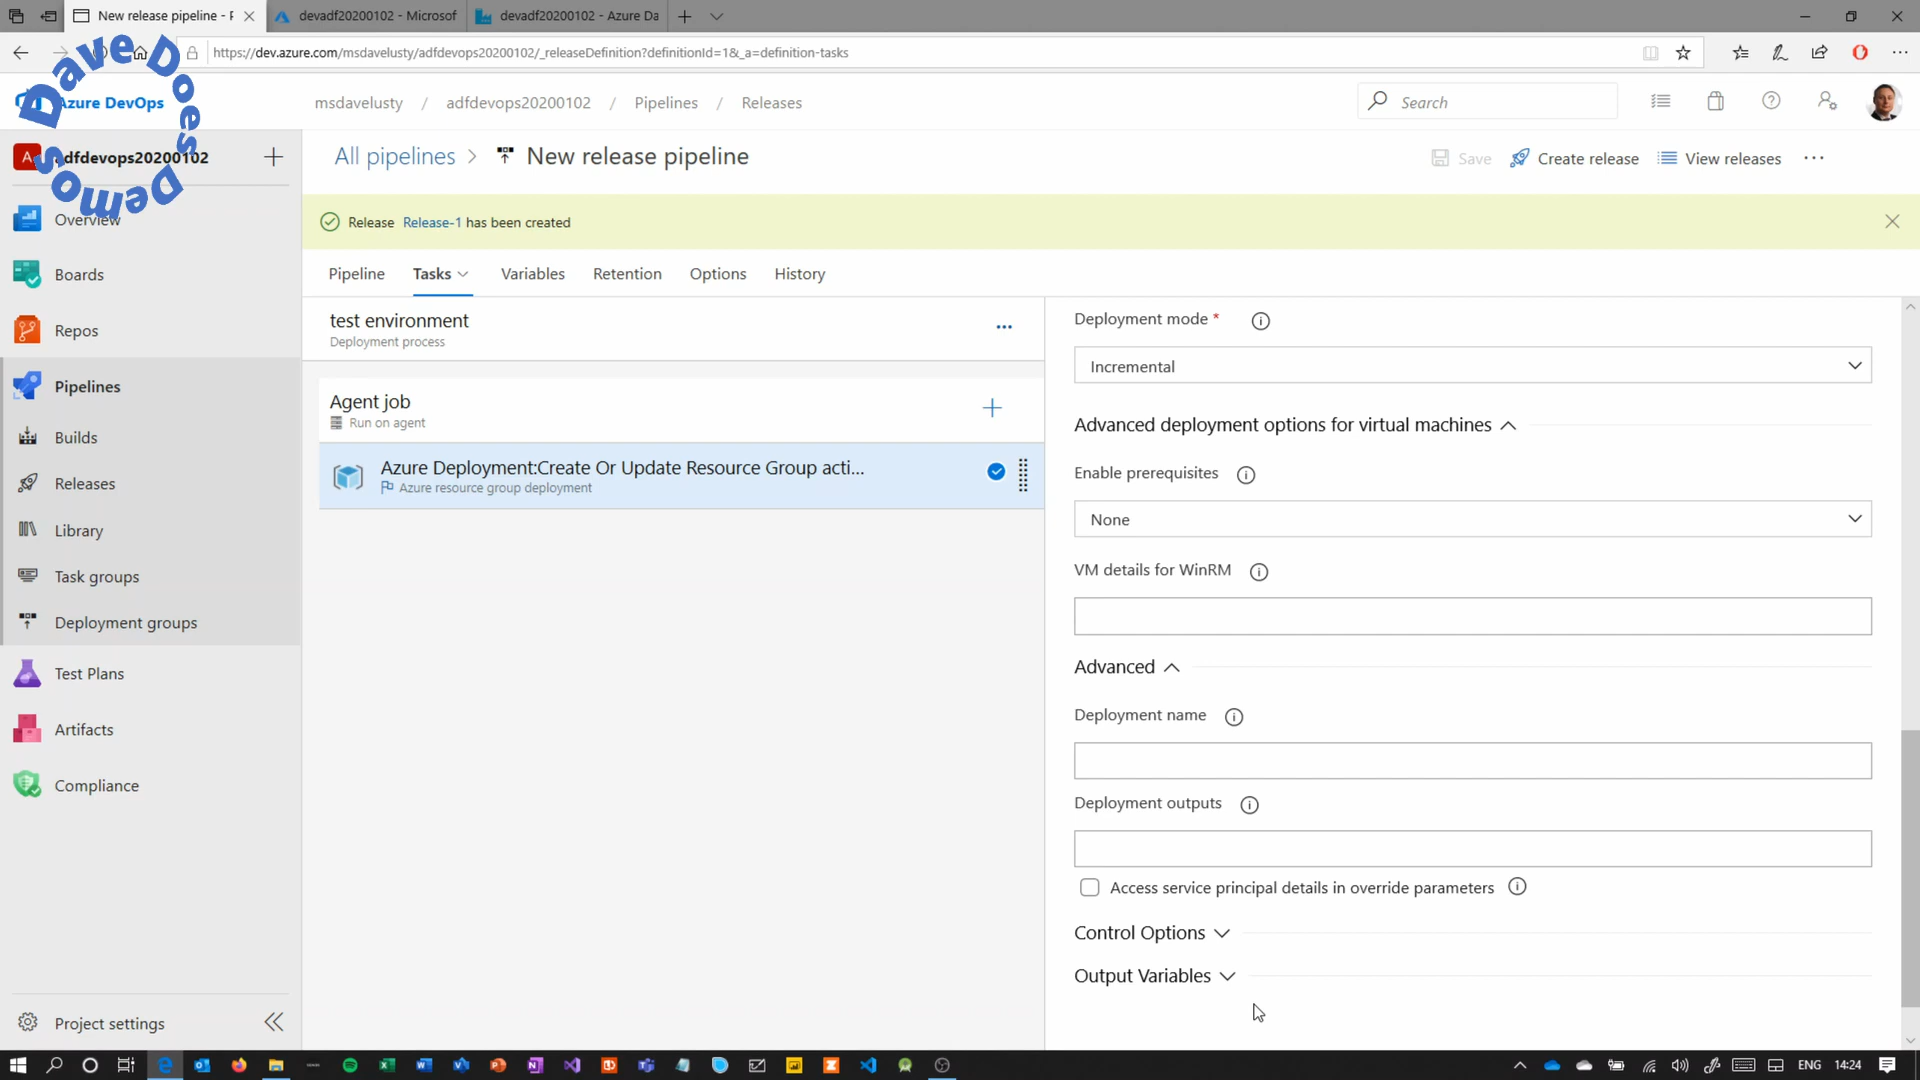 New release pipeline - F
devadf20200102 - Microsof
devadf20200102 - Azure Da
https://dev.azure.com/msdavelusty/adfdevops20200102/_releaseDefinition?definitionId=1&_a=definition-tasks
Dave Does Demos
Azure DevOps
msdavelusty / adfdevops20200102 / Pipelines / Releases
Search
adfdevops20200102
All pipelines > New release pipeline
Save
Create release
View releases
Release Release-1 has been created
Overview
Boards
Repos
Pipelines
Builds
Releases
Library
Task groups
Deployment groups
Test Plans
Artifacts
Compliance
Project settings
Pipeline Tasks Variables Retention Options History
test environment
Deployment process
Agent job
Run on agent
Azure Deployment:Create Or Update Resource Group acti...
Azure resource group deployment
Deployment mode *
Incremental
Advanced deployment options for virtual machines
Enable prerequisites
None
VM details for WinRM
Advanced
Deployment name
Deployment outputs
Access service principal details in override parameters
Control Options
Output Variables
ENG 14:24